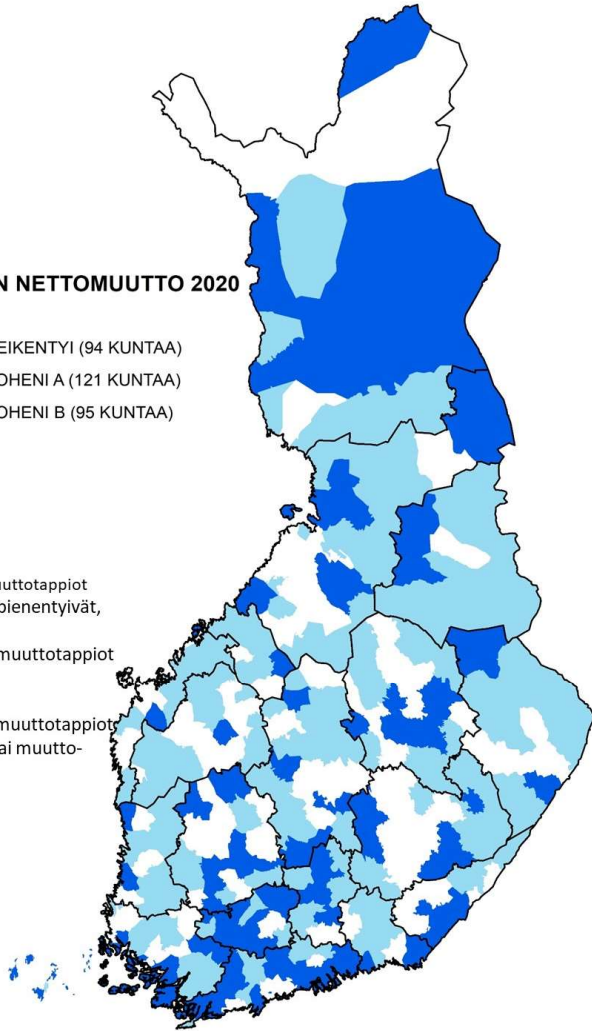 N NETTOMUUTTO 2020
EIKENTYI (94 KUNTAA)
OHENI A (121 KUNTAA)
OHENI B (95 KUNTAA)
uuttotappiot
pienentyivät,
muuttotappiot
muuttotappiot
ai muutto-